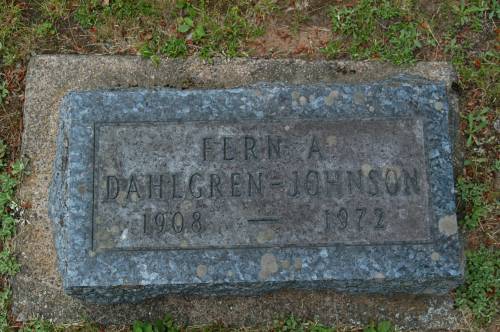 FERN A
DAHLGREN-JOHNSON
1908 — 1972